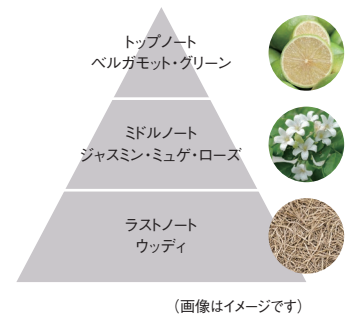 トップノート
ベルガモット・グリーン
ミドルノート
ジャスミン・ミュゲ・ローズ
ラストノート
ウッディ
（画像はイメージです）